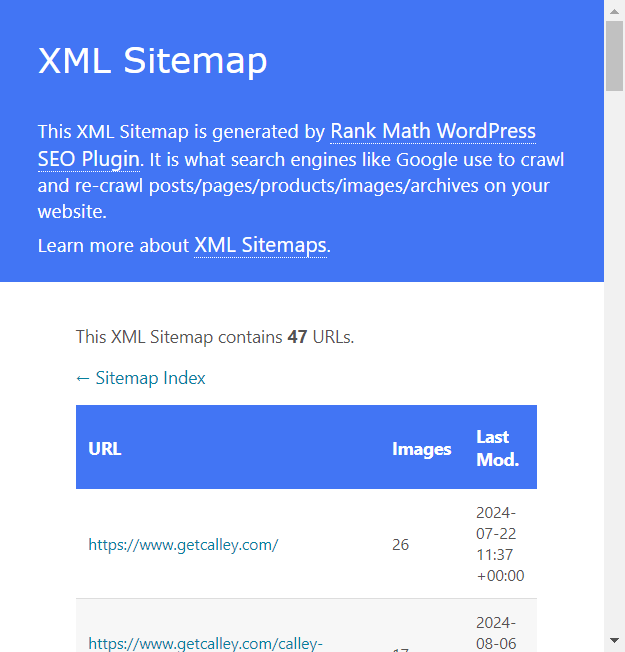 XML Sitemap
This XML Sitemap is generated by Rank Math WordPress
SEO Plugin. It is what search engines like Google use to crawl
and re-crawl posts/pages/products/images/archives on your
website.
Learn more about XML Sitemaps.
This XML Sitemap contains 47 URLs.
← Sitemap Index
URL Images Last
Mod.
https://www.getcalley.com/ 26 2024-
07-22
11:37
+00:00
2024-
08-06
https://www.getcalley.com/calley- 17